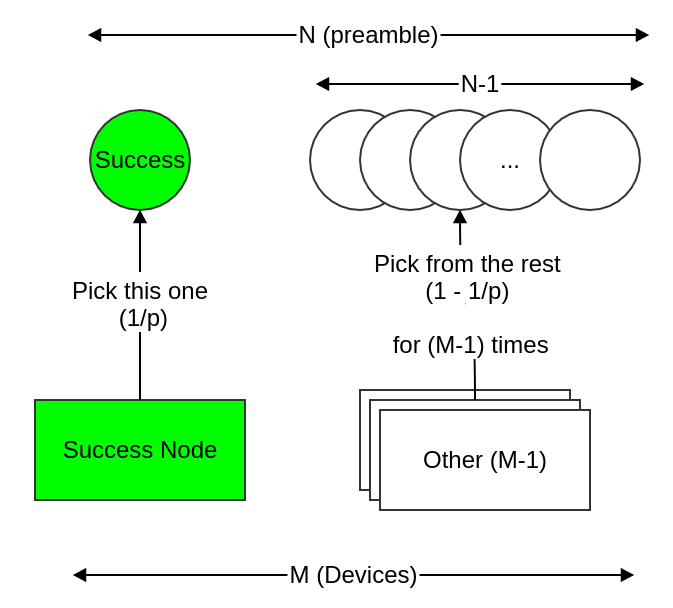 N (preamble)
N-1
Success
...
Pick from the rest
(1 - 1/p)
for (M-1) times
Pick this one
(1/p)
Success Node
Other (M-1)
M (Devices)